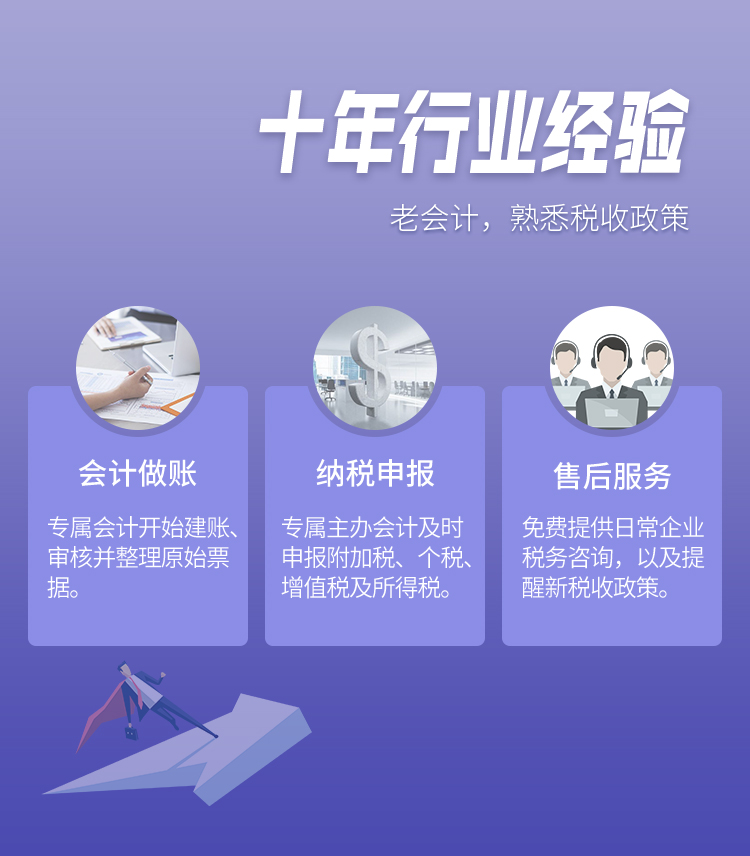 十年行业经验
老会计，熟悉税收政策
会计做账
专属会计开始建账、
审核并整理原始票
据。
纳税申报
专属主办会计及时
申报附加税、个税、
增值税及所得税。
售后服务
免费提供日常企业
税务咨询，以及提
醒新税收政策。